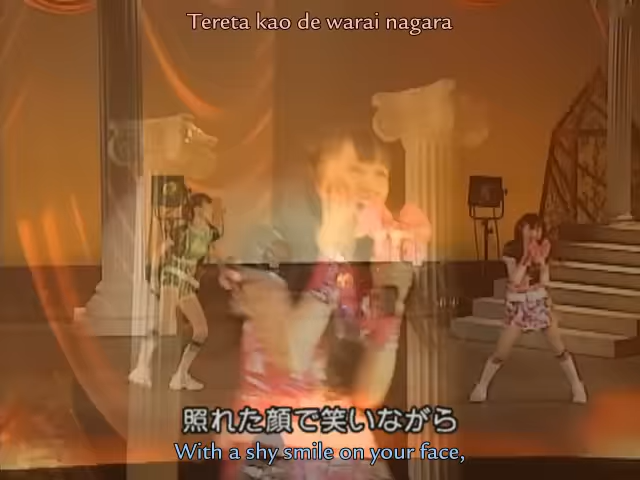 Tereta kao de warai nagara
照れた顔で笑いながら
With a shy smile on your face,